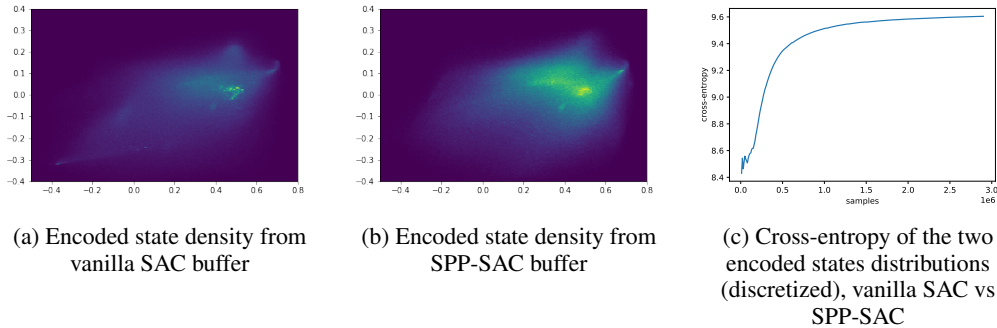 0.4
0.3
0.2
0.1
0.0
−0.1
−0.2
−0.3
−0.4
−0.4 −0.2 0.0 0.2 0.4 0.6 0.8
(a) Encoded state density from
vanilla SAC buffer
0.4
0.3
0.2
0.1
0.0
−0.1
−0.2
−0.3
−0.4
−0.4 −0.2 0.0 0.2 0.4 0.6 0.8
(b) Encoded state density from
SPP-SAC buffer
9.6
9.4
9.2
9.0
8.8
8.6
8.4
cross-entropy
0.0 0.5 1.0 1.5 2.0 2.5 3.0
samples
1e6
(c) Cross-entropy of the two
encoded states distributions
(discretized), vanilla SAC vs
SPP-SAC